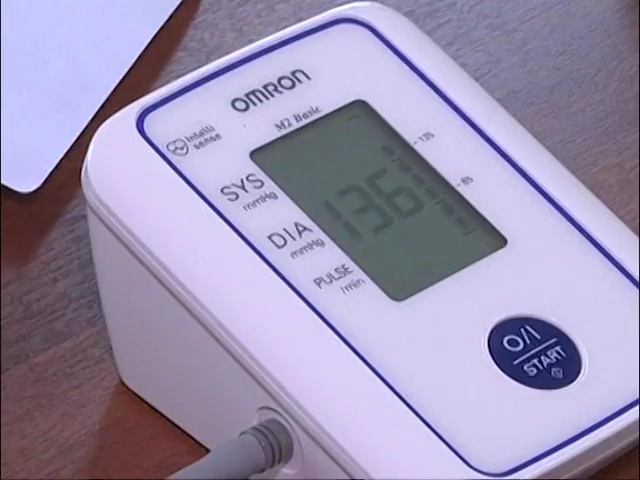 OMRON
M2 Basic
Intelli
sense
SYS
mmHg
135
85
136
DIA
mmHg
PULSE
/min
O/I
START